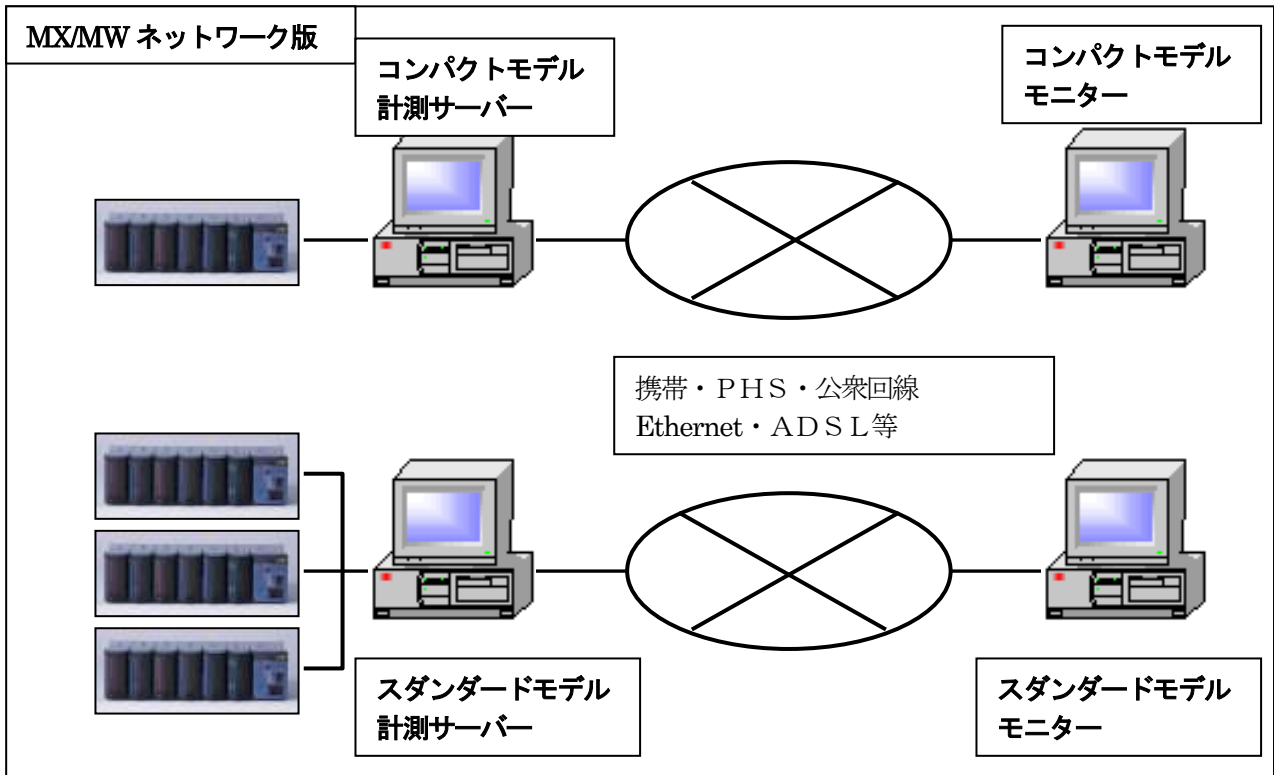 MX/MW ネットワーク版
コンパクトモデル
計測サーバー
コンパクトモデル
モニター
携帯・ＰＨＳ・公衆回線
Ethernet・ＡＤＳＬ等
スダンダードモデル
計測サーバー
スダンダードモデル
モニター